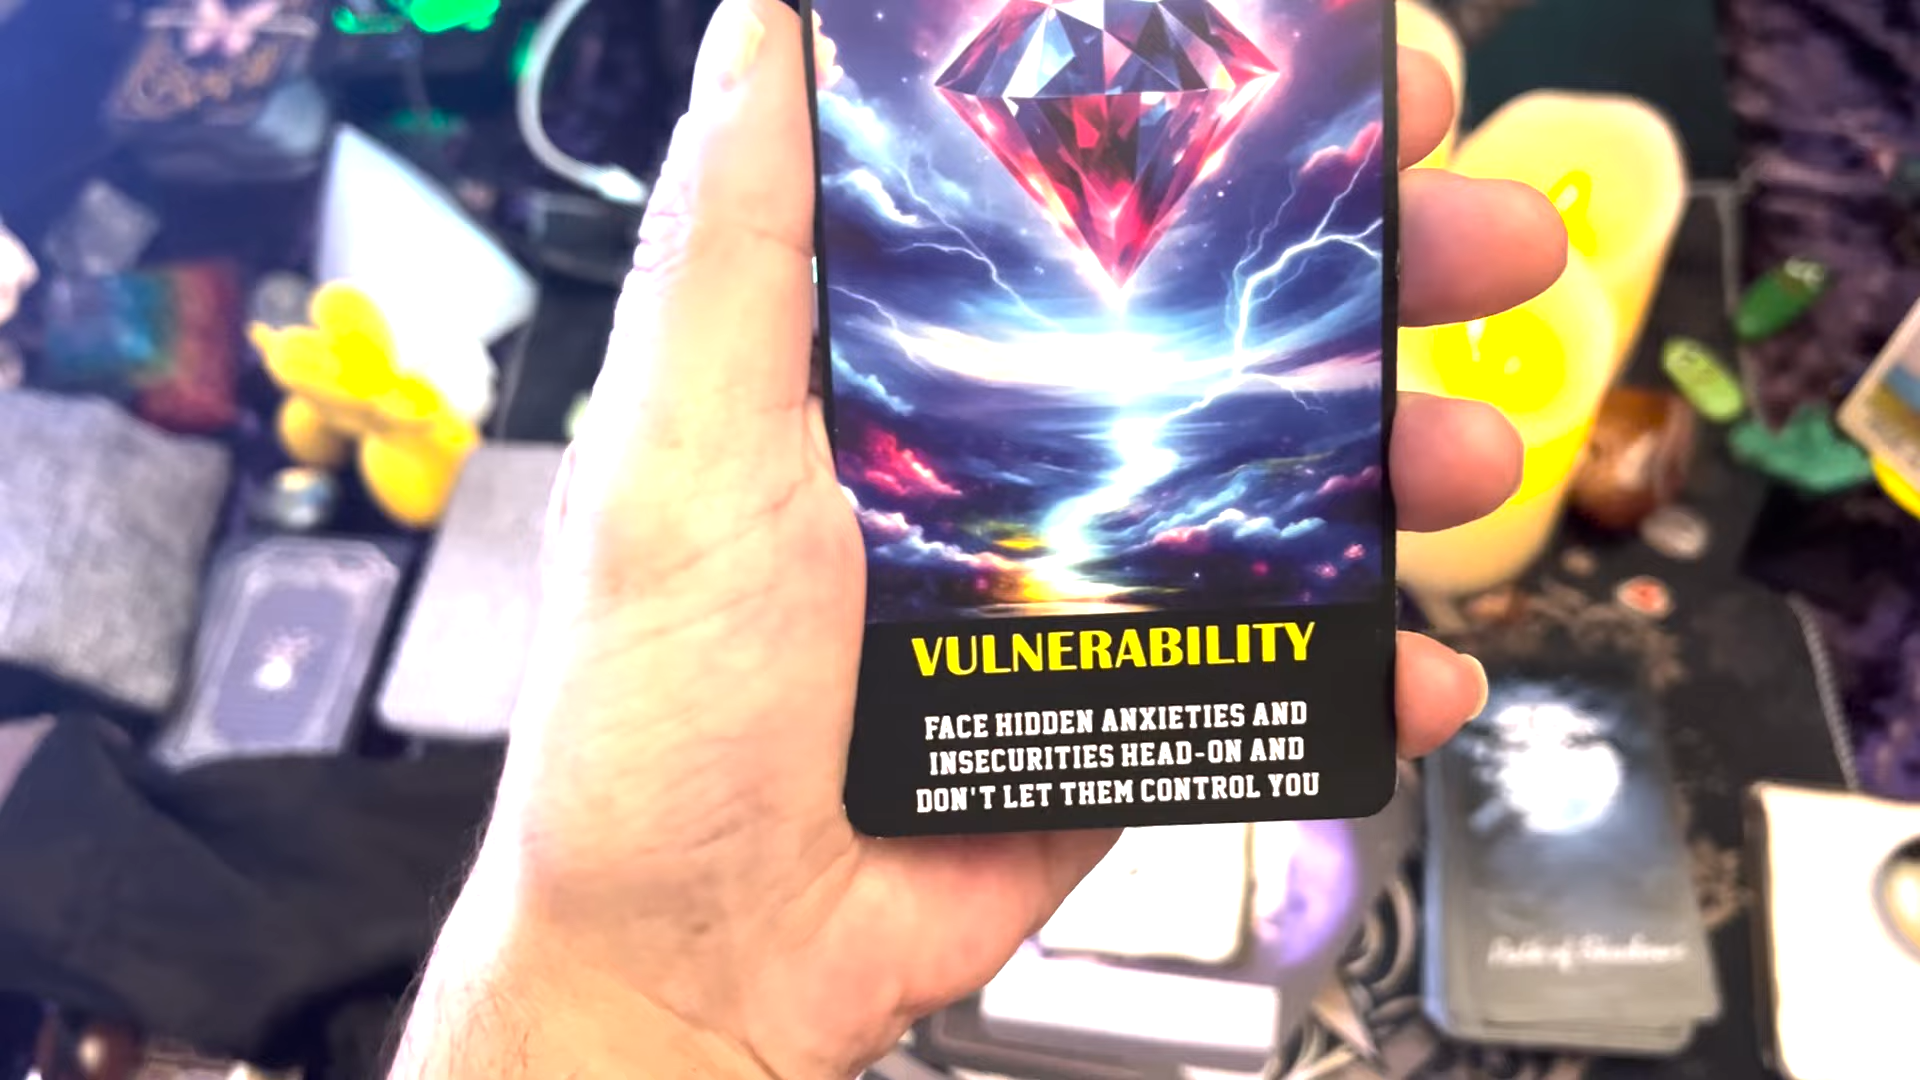 VULNERABILITY
FACE HIDDEN ANXIETIES AND
INSECURITIES HEAD-ON AND
DON'T LET THEM CONTROL YOU